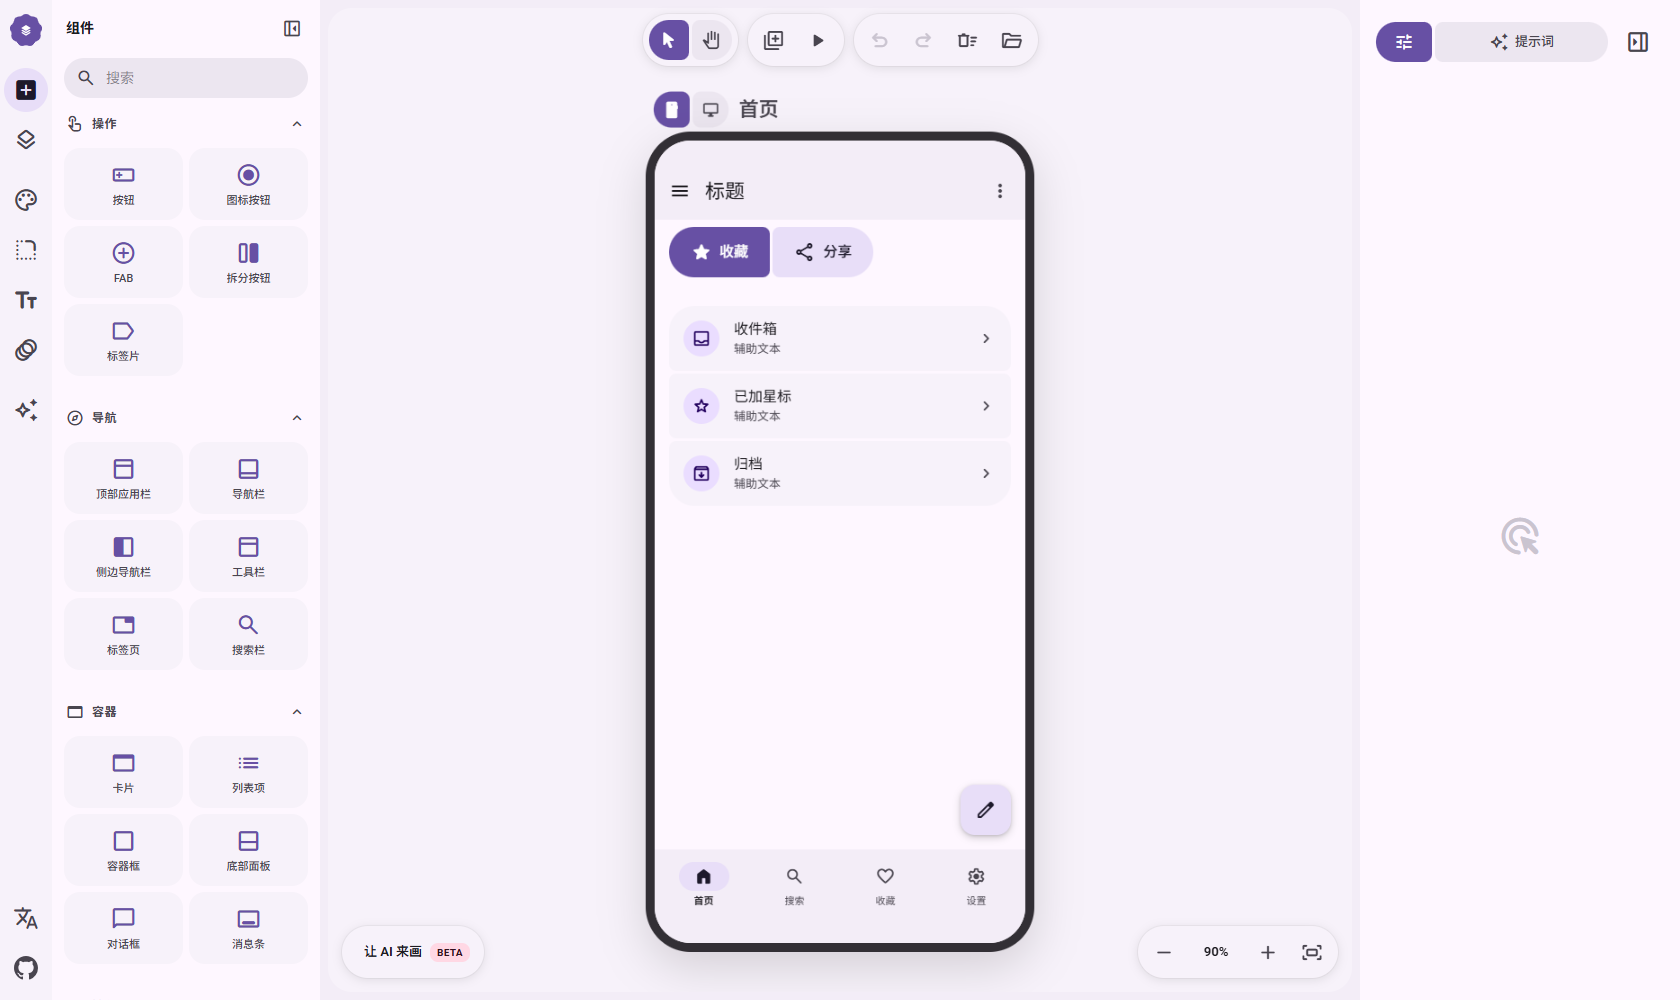 组件
搜索
操作
按钮
图标按钮
FAB
拆分按钮
标签片
导航
顶部应用栏
导航栏
侧边导航栏
工具栏
标签页
搜索栏
容器
卡片
列表项
容器框
底部面板
对话框
消息条
首页
标题
收藏
分享
收件箱
辅助文本
已加星标
辅助文本
归档
辅助文本
首页
搜索
收藏
设置
让 AI 来画 BETA
90%
提示词